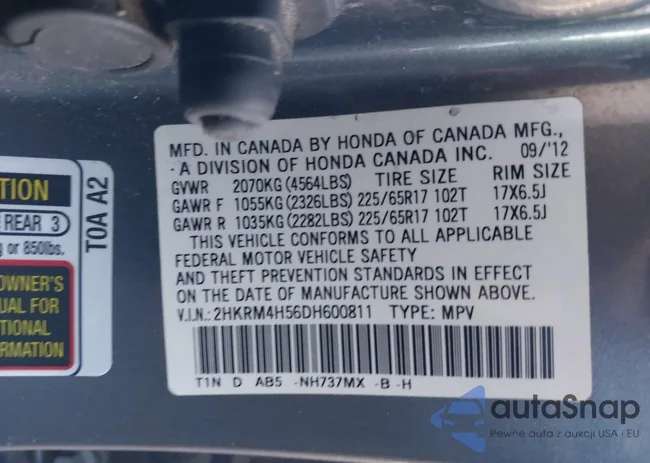 MFD. IN CANADA BY HONDA OF CANADA MFG.,
A DIVISION OF HONDA CANADA INC. 09/'12
GVWR 2070KG(4564LBS) TIRE SIZE RIM SIZE
GAWR F 1055KG(2326LBS) 225/65R17 102T 17X6.5J
GAWR R 1035KG(2282LBS) 225/65R17 102T 17X6.5J
THIS VEHICLE CONFORMS TO ALL APPLICABLE
FEDERAL MOTOR VEHICLE SAFETY
AND THEFT PREVENTION STANDARDS IN EFFECT
ON THE DATE OF MANUFACTURE SHOWN ABOVE.
V.I.N.: 2HKRM4H56DH600811 TYPE: MPV
T1N D AB5 -NH737MX -B -H
TION
REAR 3
g or 850lbs.
OWNER'S
UAL FOR
TIONAL
RMATION
T0A A2
autaSnap
Pewne auta z aukcji USA i EU